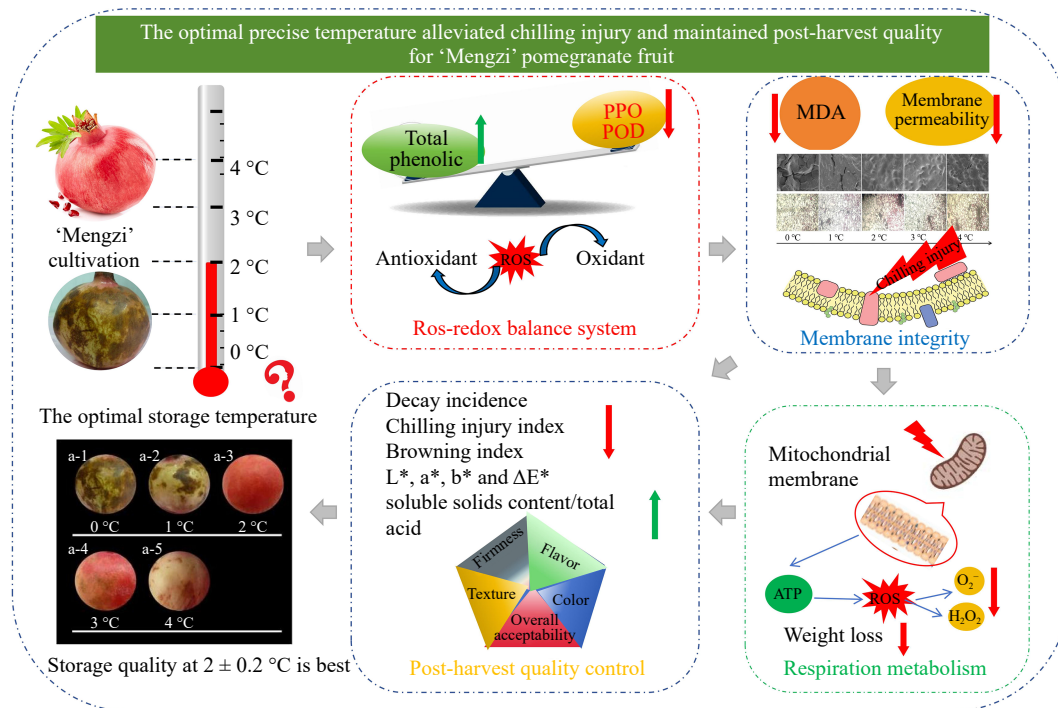 The optimal precise temperature alleviated chilling injury and maintained post-harvest quality
for ‘Mengzi’ pomegranate fruit
4 °C
3 °C
2 °C
1 °C
0 °C
‘Mengzi’
cultivation
?
The optimal storage temperature
Total
phenolic
PPO
POD
Antioxidant
ROS
Oxidant
Ros-redox balance system
MDA
Membrane
permeability
0 °C
1 °C
2 °C
3 °C
4 °C
Chilling injury
Membrane integrity
a-1
a-2
a-3
0 °C
1 °C
2 °C
a-4
a-5
3 °C
4 °C
Storage quality at 2 ± 0.2 °C is best
Decay incidence
Chilling injury index
Browning index
L*, a*, b* and ΔE*
soluble solids content/total
acid
Firmness
Flavor
Texture
Color
Overall
acceptability
Post-harvest quality control
Mitochondrial
membrane
ATP
ROS
O₂⁻
H₂O₂
Weight loss
Respiration metabolism